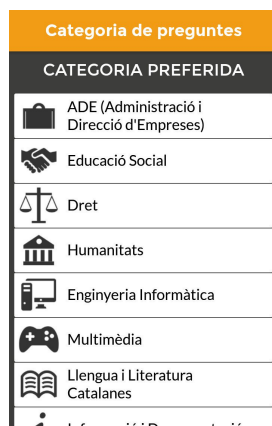 Categoria de preguntes
CATEGORIA PREFERIDA
ADE (Administració i
Direcció d'Empreses)
Educació Social
Dret
Humanitats
Enginyeria Informàtica
Multimèdia
Llengua i Literatura
Catalanes